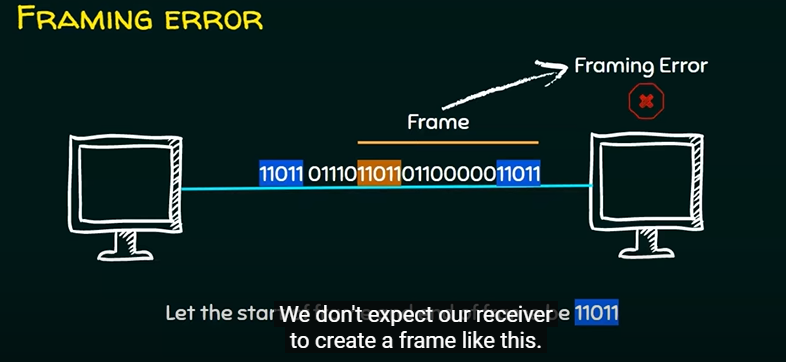 FRAMING ERROR
Framing Error
Frame
11011 01110110110110000011011
Let the star We don't expect our receiver e 11011
to create a frame like this.